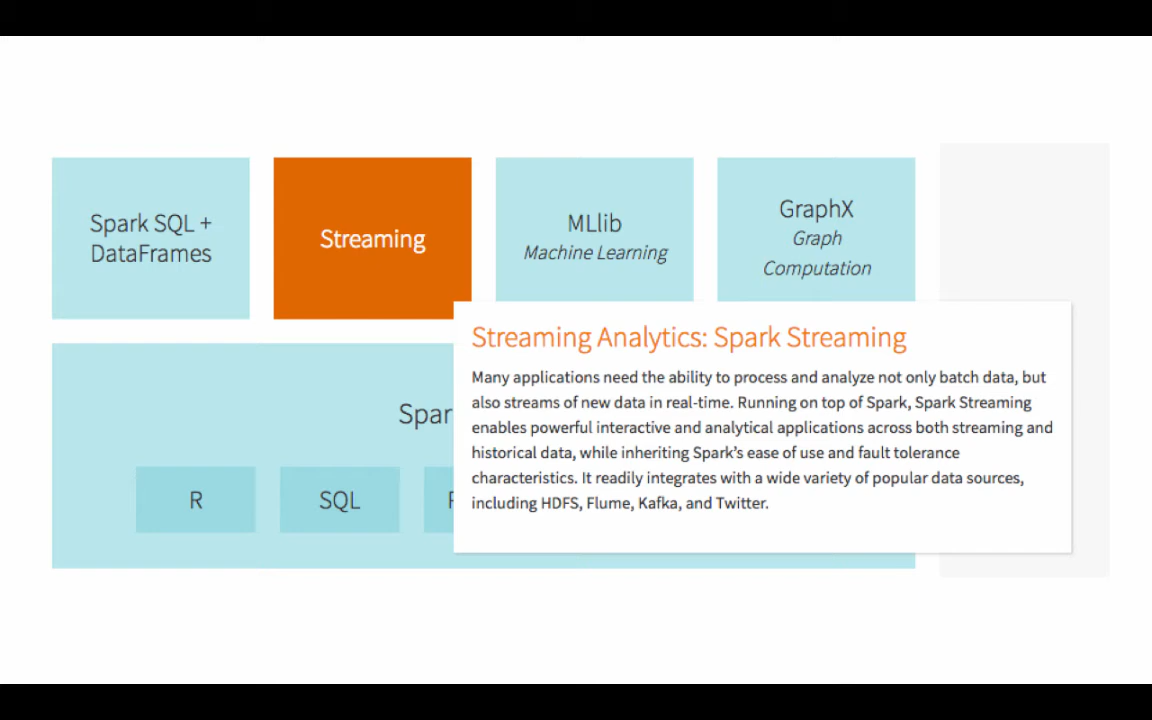 Spark SQL +
DataFrames
Streaming
MLlib
Machine Learning
GraphX
Graph
Computation
Streaming Analytics: Spark Streaming
Many applications need the ability to process and analyze not only batch data, but
also streams of new data in real-time. Running on top of Spark, Spark Streaming
enables powerful interactive and analytical applications across both streaming and
historical data, while inheriting Spark's ease of use and fault tolerance
characteristics. It readily integrates with a wide variety of popular data sources,
including HDFS, Flume, Kafka, and Twitter.
R
SQL